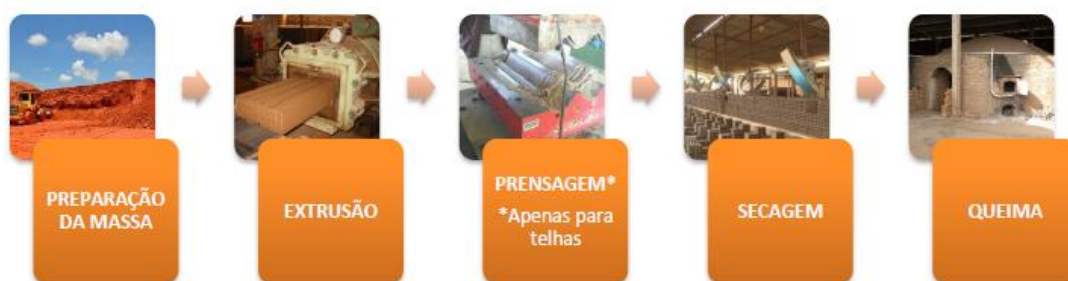 PREPARAÇÃO
DA MASSA
EXTRUSÃO
PRENSAGEM*
*Apenas para
telhas
SECAGEM
QUEIMA